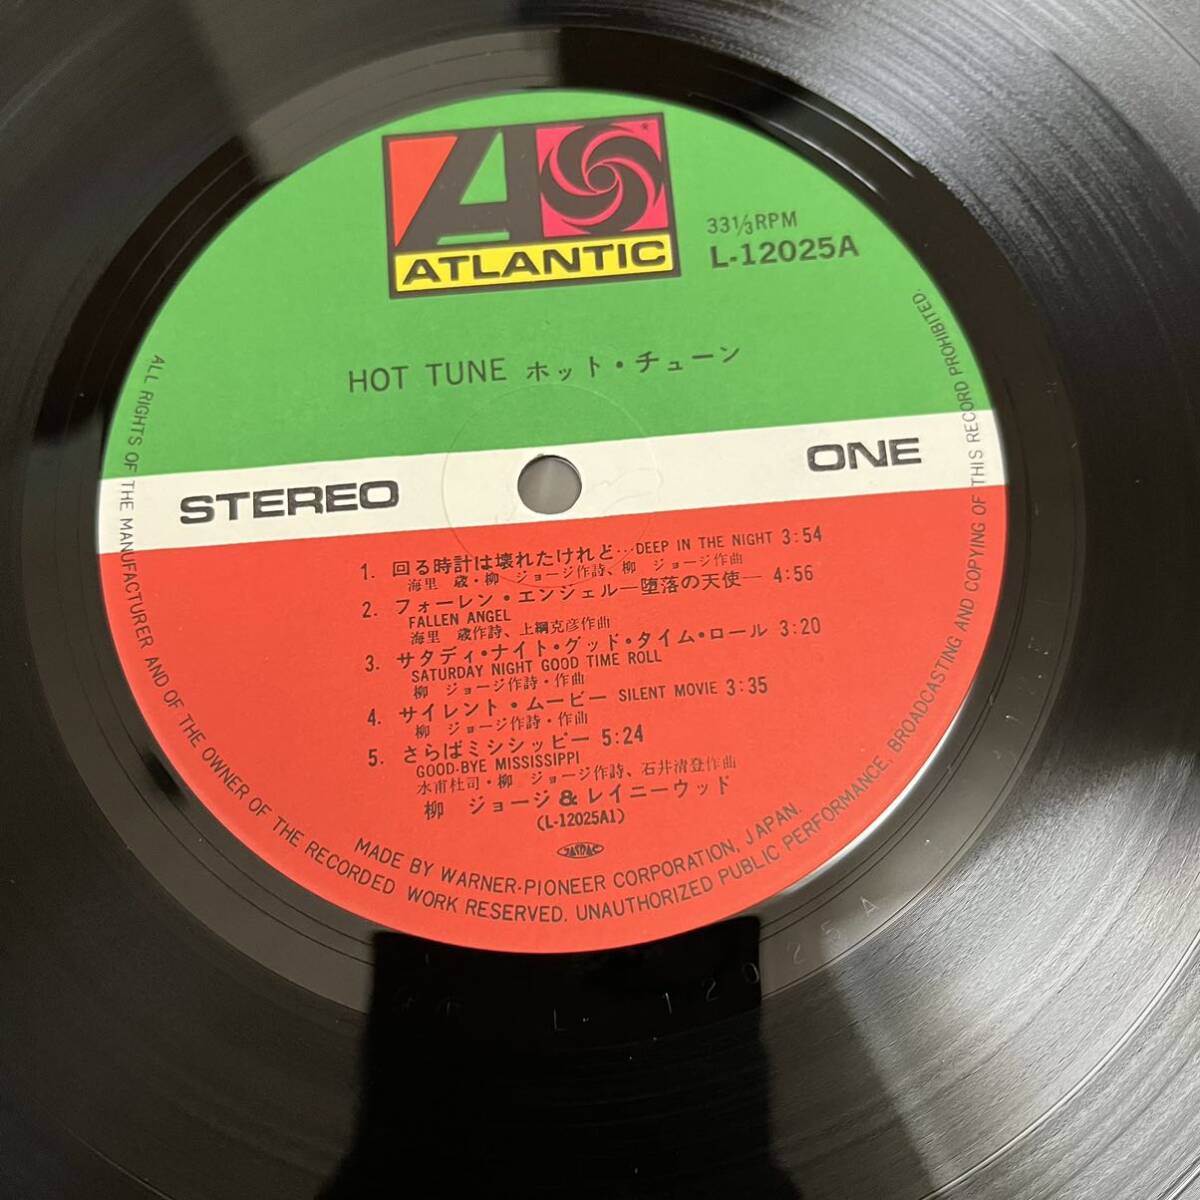 ATLANTIC
33⅓RPM
L-12025A
HOT TUNE ホット・チューン
STEREO
ONE
1. 回る時計は壊れたけれど…DEEP IN THE NIGHT 3:54
海里 歳・柳 ジョージ作詩、柳 ジョージ作曲
2. フォーレン・エンジェル―堕落の天使― 4:56
FALLEN ANGEL
海里 歳作詩、上綱克彦作曲
3. サタディ・ナイト・グッド・タイム・ロール 3:20
SATURDAY NIGHT GOOD TIME ROLL
柳 ジョージ作詩・作曲
4. サイレント・ムービー SILENT MOVIE 3:35
柳 ジョージ作詩・作曲
5. さらばミシシッピー 5:24
GOOD-BYE MISSISSIPPI
水甫杜司・柳 ジョージ作詩、石井清登作曲
柳 ジョージ&レイニーウッド
(L-12025A1)
JASRAC
MADE BY WARNER-PIONEER CORPORATION, JAPAN.
ALL RIGHTS OF THE MANUFACTURER AND OF THE OWNER OF THE RECORDED WORK RESERVED. UNAUTHORIZED PUBLIC PERFORMANCE, BROADCASTING AND COPYING OF THIS RECORD PROHIBITED.
L-12025A